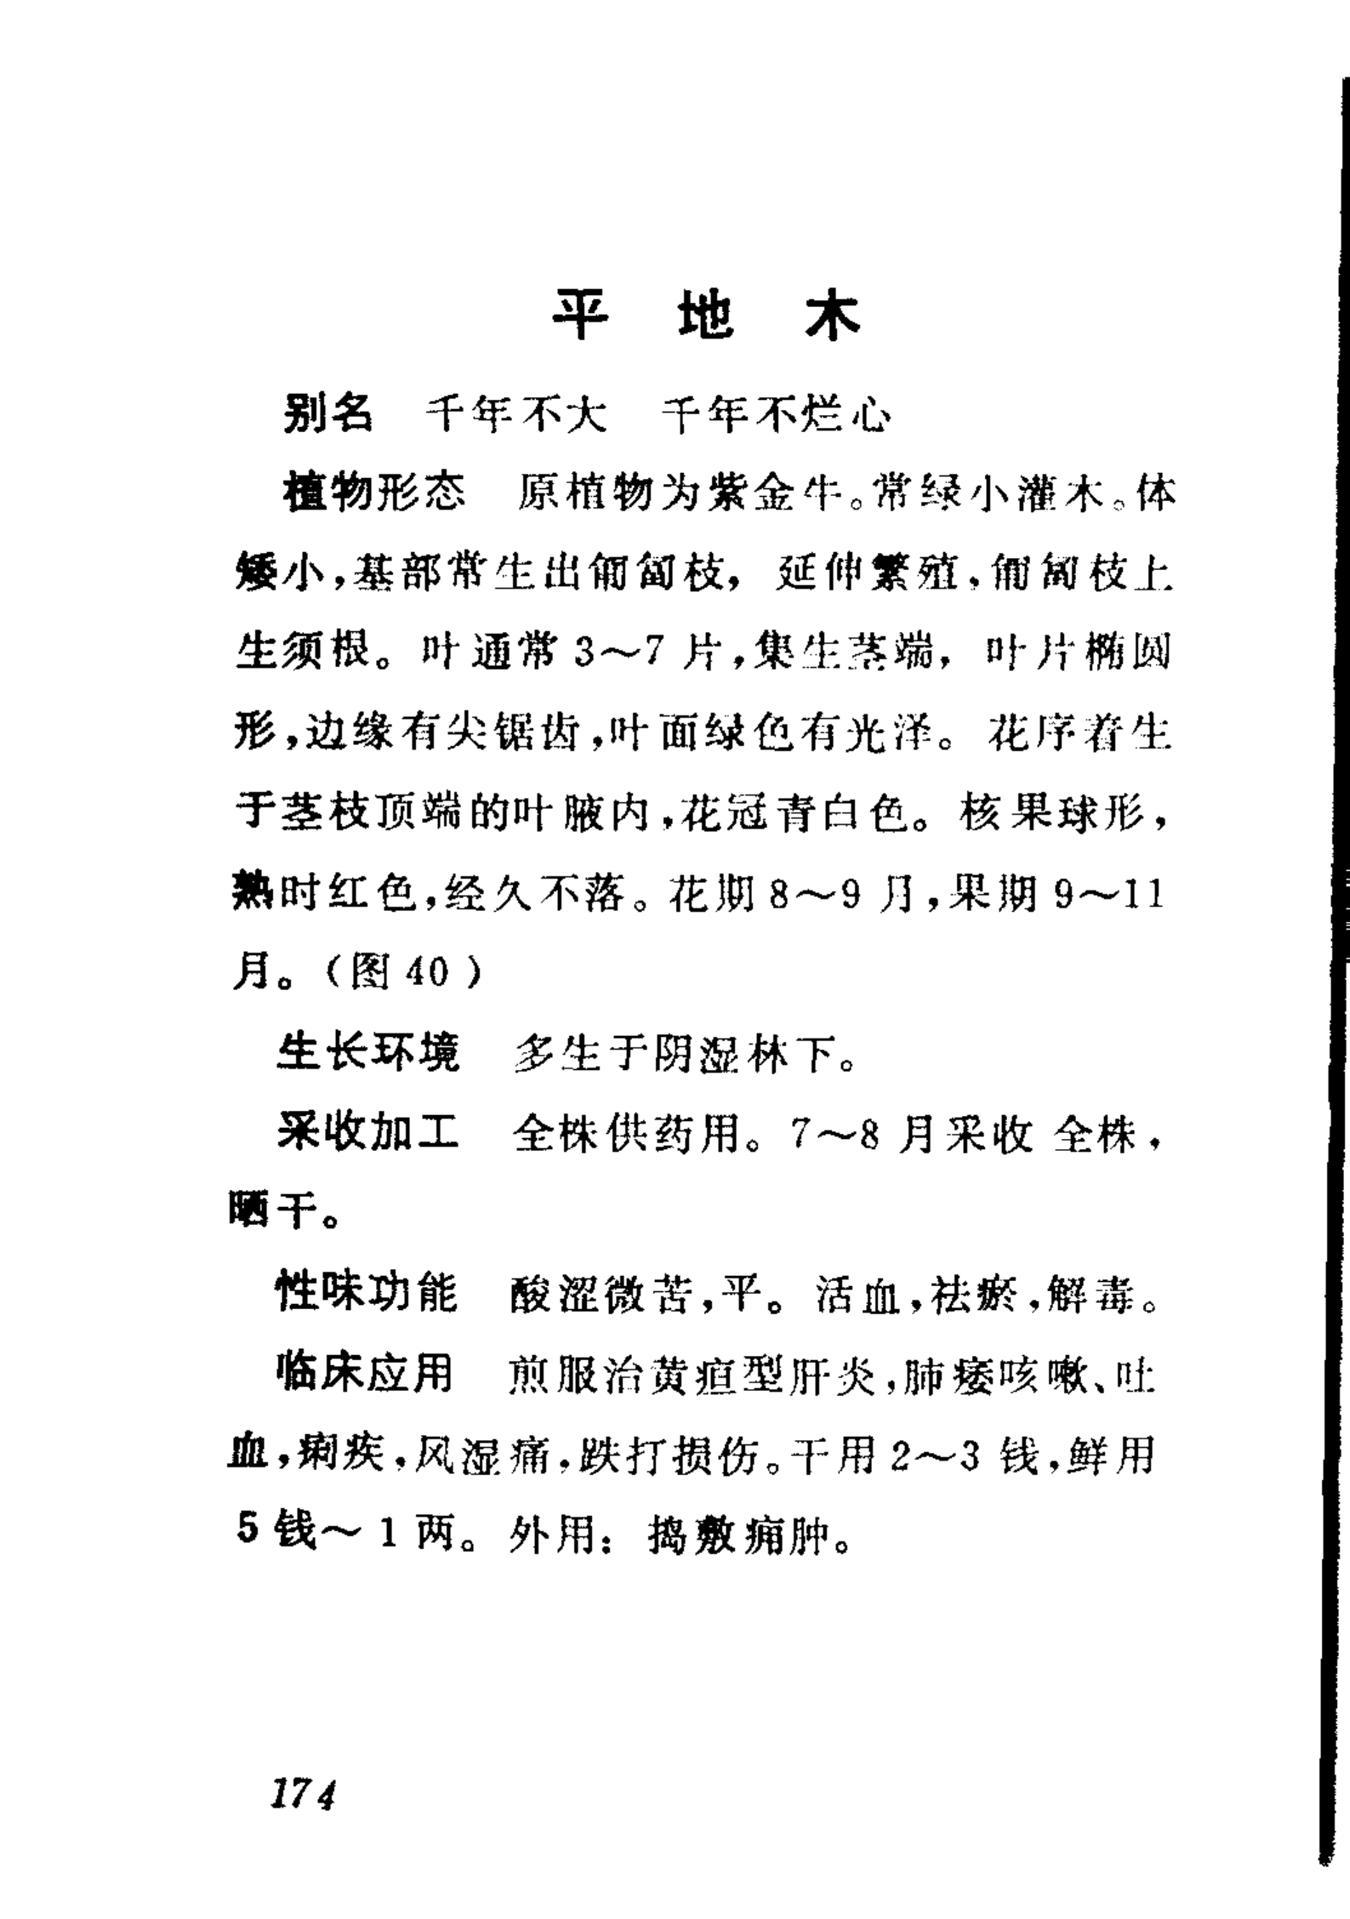 平地木
别名 千年不大 千年不烂心
植物形态 原植物为紫金牛。常绿小灌木。体
矮小，基部常生出匍匐枝，延伸繁殖，匍匐枝上
生须根。叶通常3～7片，集生茎端，叶片椭圆
形，边缘有尖锯齿，叶面绿色有光泽。花序着生
于茎枝顶端的叶腋内，花冠青白色。核果球形，
熟时红色，经久不落。花期8～9月，果期9～11
月。（图40）
生长环境 多生于阴湿林下。
采收加工 全株供药用。7～8月采收全株，
晒干。
性味功能 酸涩微苦，平。活血，祛瘀，解毒。
临床应用 煎服治黄疸型肝炎，肺痿咳嗽、吐
血，痢疾，风湿痛，跌打损伤。干用2～3钱，鲜用
5钱～1两。外用：捣敷痈肿。
174